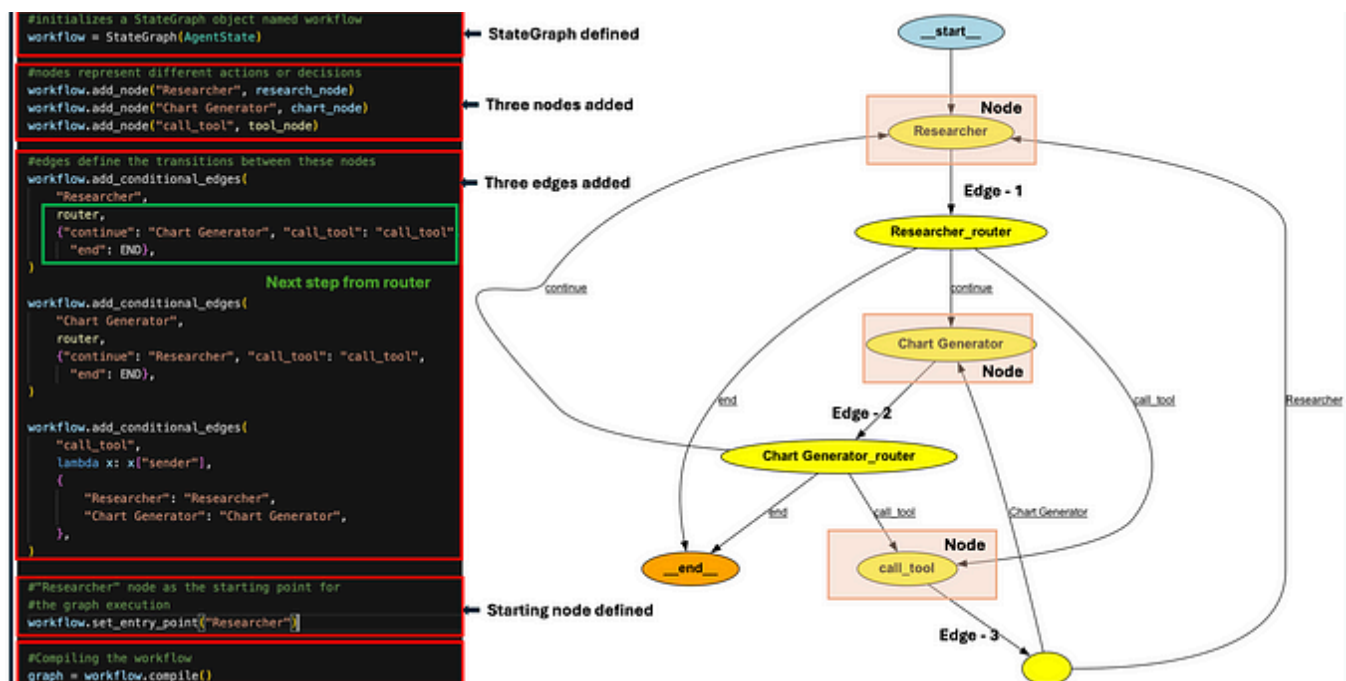 #initializes a StateGraph object named workflow
workflow = StateGraph(AgentState)
StateGraph defined
#nodes represent different actions or decisions
workflow.add_node("Researcher", research_node)
workflow.add_node("Chart Generator", chart_node)
workflow.add_node("call_tool", tool_node)
Three nodes added
#edges define the transitions between these nodes
workflow.add_conditional_edges(
"Researcher",
router,
{"continue": "Chart Generator", "call_tool": "call_tool"
"end": END},
)
Three edges added
Next step from router
workflow.add_conditional_edges(
"Chart Generator",
router,
{"continue": "Researcher", "call_tool": "call_tool",
"end": END},
)
workflow.add_conditional_edges(
"call_tool",
lambda x: x["sender"],
{
"Researcher": "Researcher",
"Chart Generator": "Chart Generator",
},
)
#"Researcher" node as the starting point for
#the graph execution
workflow.set_entry_point("Researcher")
Starting node defined
#Compiling the workflow
graph = workflow.compile()
__start__
Node
Researcher
Edge - 1
Researcher_router
continue
continue
Chart Generator
Node
end
call_tool
Researcher
Edge - 2
Chart Generator_router
end
call_tool
Chart Generator
Node
__end__
call_tool
Edge - 3